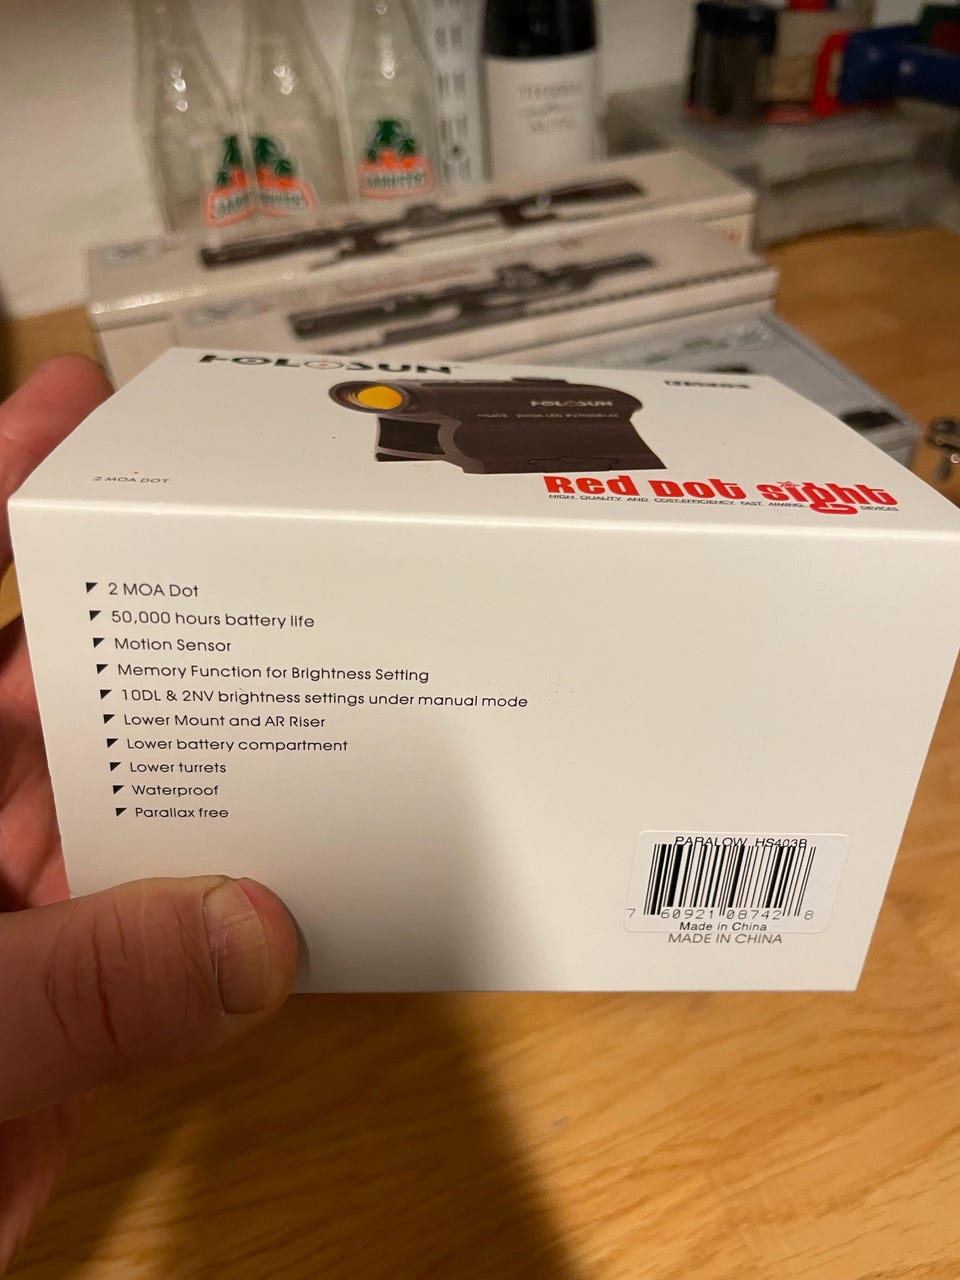 HOLOSUN
HOLOSUN
2 MOA DOT
Red Dot Sight
HIGH QUALITY AND COST-EFFICIENCY FAST AIMING DEVICES
2 MOA Dot
50,000 hours battery life
Motion Sensor
Memory Function for Brightness Setting
10DL & 2NV brightness settings under manual mode
Lower Mount and AR Riser
Lower battery compartment
Lower turrets
Waterproof
Parallax free
PARALOW HS403B
7 60921 08742 8
Made in China
MADE IN CHINA